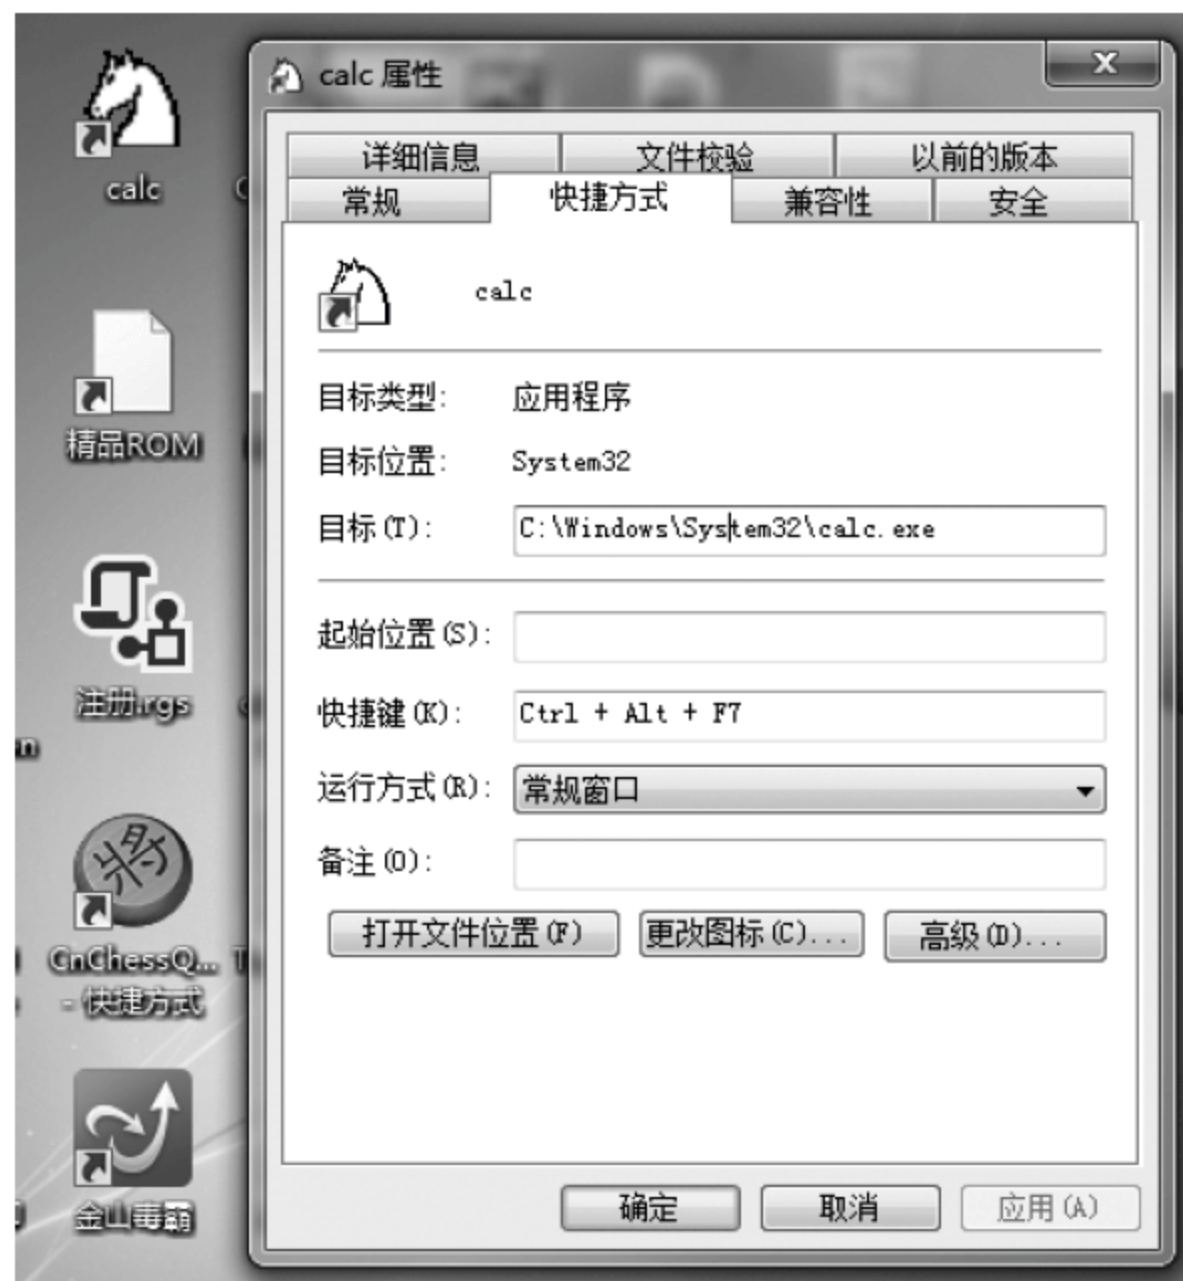 calc
精品ROM
注册.rgs
CnChessQ...
- 快捷方式
金山毒霸
calc 属性
详细信息
文件校验
以前的版本
常规
快捷方式
兼容性
安全
calc
目标类型: 应用程序
目标位置: System32
目标(T): C:\Windows\System32\calc.exe
起始位置(S):
快捷键(K): Ctrl + Alt + F7
运行方式(R): 常规窗口
备注(O):
打开文件位置(F)
更改图标(C)...
高级(D)...
确定
取消
应用(A)